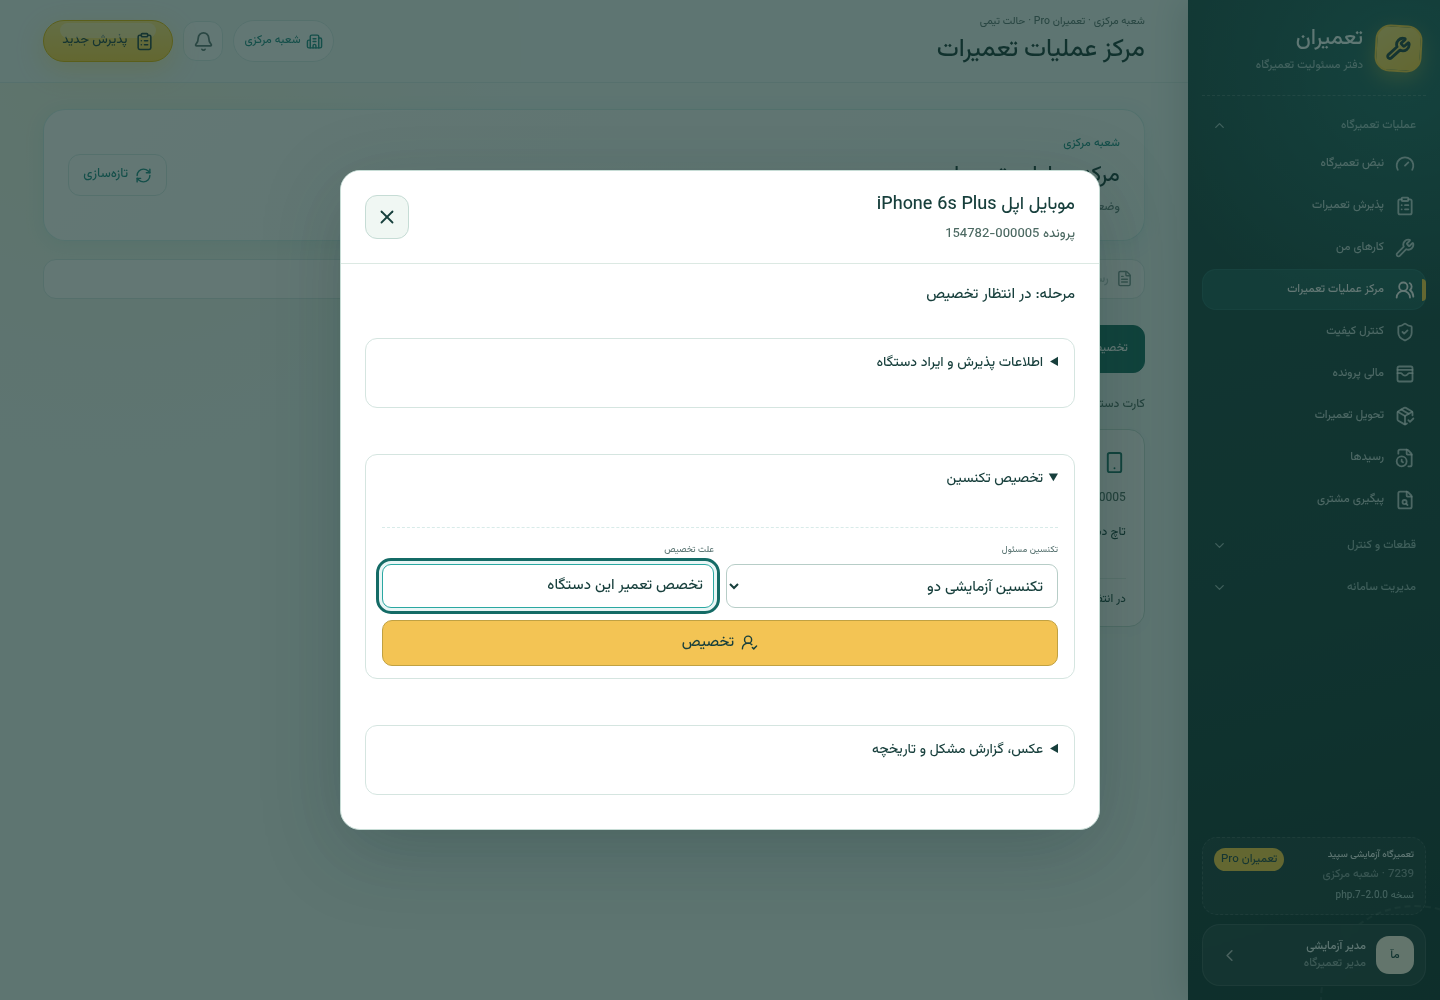 تعمیران
دفتر مسئولیت تعمیرگاه
عملیات تعمیرگاه
نبض تعمیرگاه
پذیرش تعمیرات
کارهای من
مرکز عملیات تعمیرات
کنترل کیفیت
مالی پرونده
تحویل تعمیرات
رسیدها
پیگیری مشتری
قطعات و کنترل
مدیریت سامانه
تعمیرگاه آزمایشی سپید
7239 · شعبه مرکزی
نسخه php.7-2.0.0
تعمیران Pro
مآ
مدیر آزمایشی
مدیر تعمیرگاه
شعبه مرکزی · تعمیران Pro · حالت تیمی
مرکز عملیات تعمیرات
شعبه مرکزی
پذیرش جدید
شعبه مرکزی
تازه‌سازی
موبایل اپل iPhone 6s Plus
پرونده 000005-154782
مرحله: در انتظار تخصیص
اطلاعات پذیرش و ایراد دستگاه
تخصیص تکنسین
تکنسین مسئول
علت تخصیص
تکنسین آزمایشی دو
تخصص تعمیر این دستگاه
تخصیص
عکس، گزارش مشکل و تاریخچه